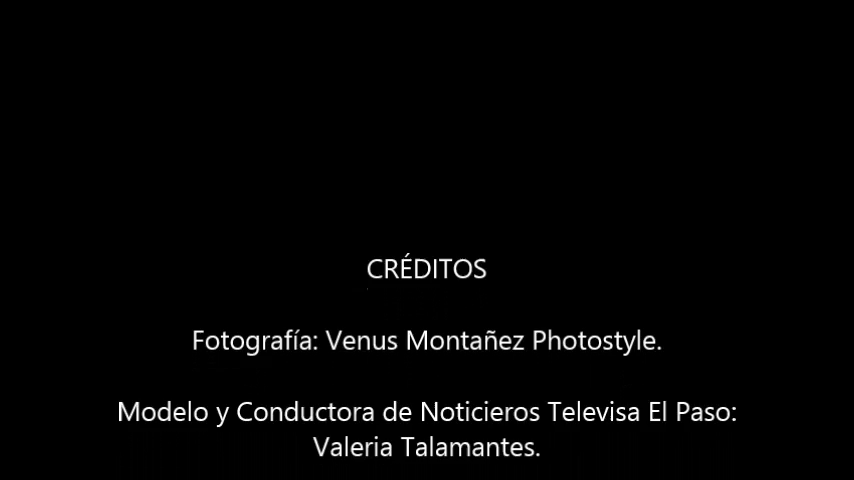 CRÉDITOS
Fotografía: Venus Montañez Photostyle.
Modelo y Conductora de Noticieros Televisa El Paso:
Valeria Talamantes.